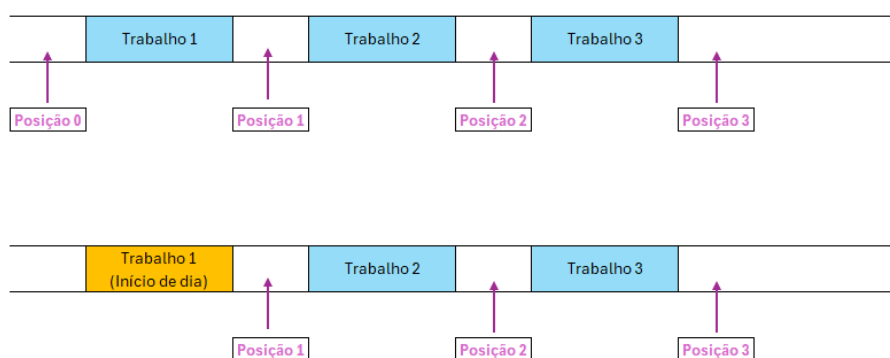 Trabalho 1
Trabalho 2
Trabalho 3
Posição 0
Posição 1
Posição 2
Posição 3
Trabalho 1
(Início de dia)
Trabalho 2
Trabalho 3
Posição 1
Posição 2
Posição 3